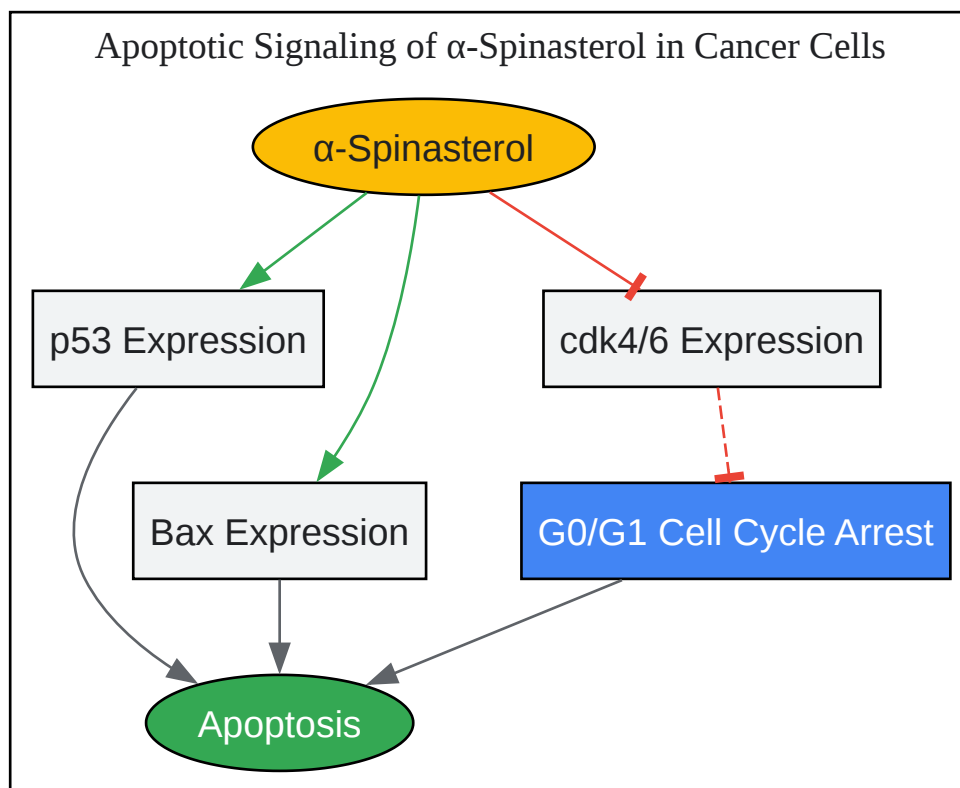 Apoptotic Signaling of α-Spinasterol in Cancer Cells
α-Spinasterol
p53 Expression
cdk4/6 Expression
Bax Expression
G0/G1 Cell Cycle Arrest
Apoptosis